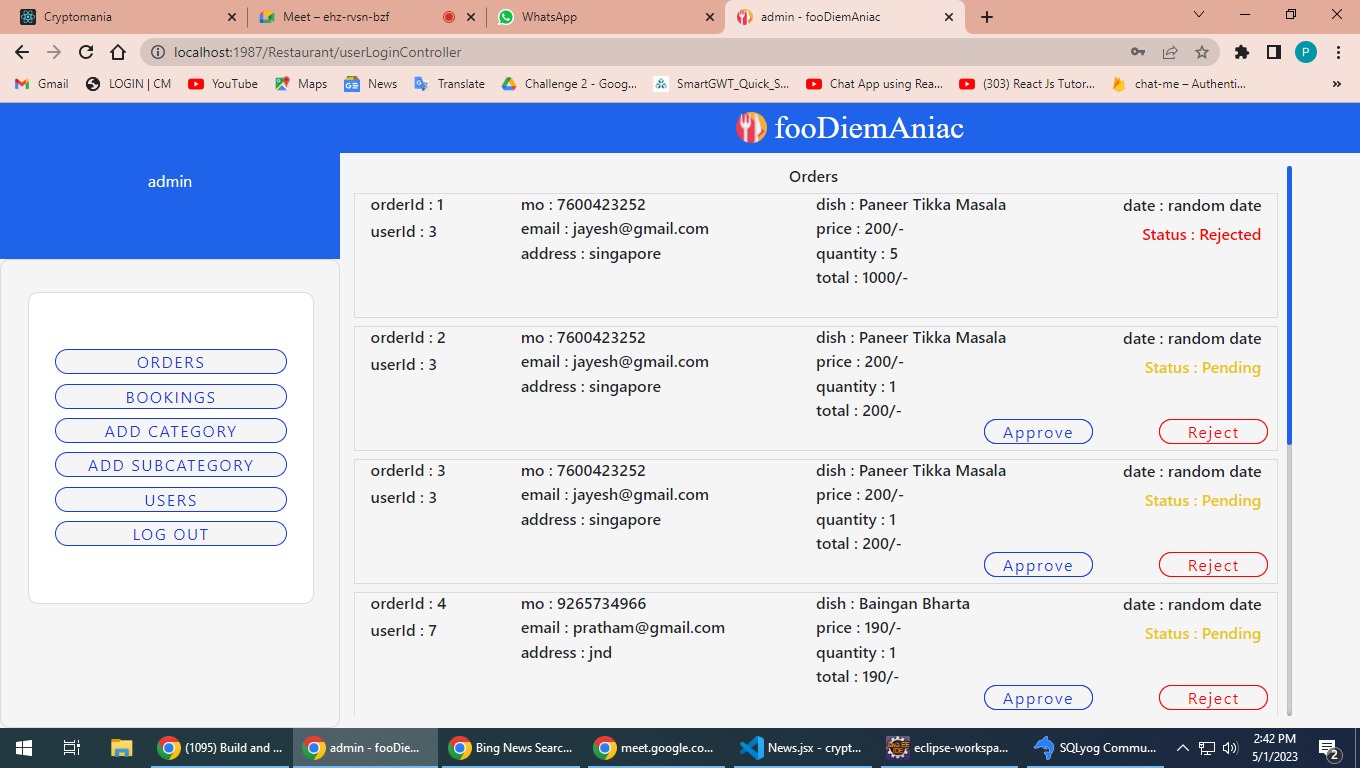 Cryptomania
Meet – ehz-rvsn-bzf
WhatsApp
admin - fooDiemAniac
localhost:1987/Restaurant/userLoginController
P
Gmail
LOGIN | CM
YouTube
Maps
News
Translate
Challenge 2 - Goog...
SmartGWT_Quick_S...
Chat App using Rea...
(303) React Js Tutor...
chat-me – Authenti...
»
fooDiemAniac
admin
ORDERS
BOOKINGS
ADD CATEGORY
ADD SUBCATEGORY
USERS
LOG OUT
Orders
orderId : 1
userId : 3
mo : 7600423252
email : jayesh@gmail.com
address : singapore
dish : Paneer Tikka Masala
price : 200/-
quantity : 5
total : 1000/-
date : random date
Status : Rejected
orderId : 2
userId : 3
mo : 7600423252
email : jayesh@gmail.com
address : singapore
dish : Paneer Tikka Masala
price : 200/-
quantity : 1
total : 200/-
date : random date
Status : Pending
Approve
Reject
orderId : 3
userId : 3
mo : 7600423252
email : jayesh@gmail.com
address : singapore
dish : Paneer Tikka Masala
price : 200/-
quantity : 1
total : 200/-
date : random date
Status : Pending
Approve
Reject
orderId : 4
userId : 7
mo : 9265734966
email : pratham@gmail.com
address : jnd
dish : Baingan Bharta
price : 190/-
quantity : 1
total : 190/-
date : random date
Status : Pending
Approve
Reject
(1095) Build and ...
admin - fooDie...
Bing News Searc...
meet.google.co...
News.jsx - crypt...
eclipse-workspa...
SQLyog Commu...
2:42 PM
5/1/2023
2